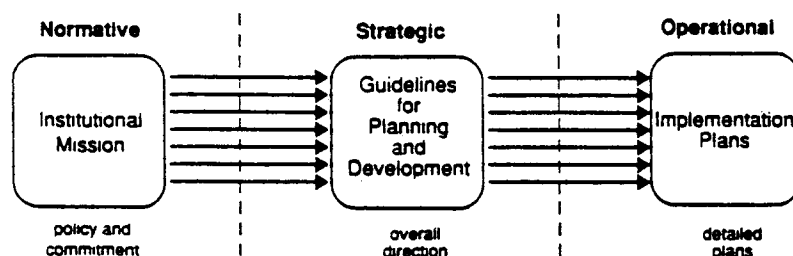 Normative
Strategic
Operational
Institutional
Mission
Guidelines
for
Planning
and
Development
Implementation
Plans
policy and
commitment
overall
direction
detailed
plans